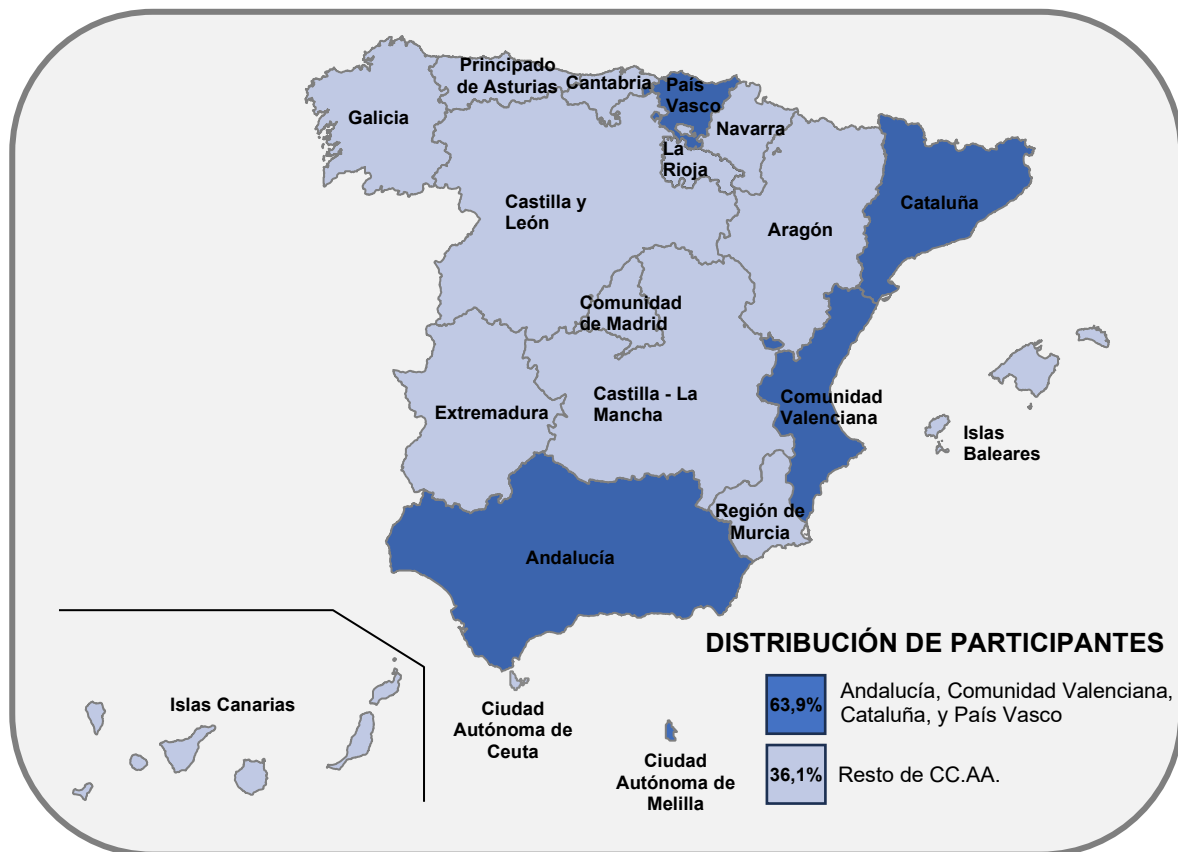 Principado
de Asturias
Cantabria
País
Vasco
Galicia
Navarra
La
Rioja
Castilla y
León
Cataluña
Aragón
Comunidad
de Madrid
Castilla - La
Mancha
Extremadura
Comunidad
Valenciana
Islas
Baleares
Región de
Murcia
Andalucía
DISTRIBUCIÓN DE PARTICIPANTES
63,9%
Andalucía, Comunidad Valenciana,
Cataluña, y País Vasco
36,1%
Resto de CC.AA.
Islas Canarias
Ciudad
Autónoma de
Ceuta
Ciudad
Autónoma de
Melilla